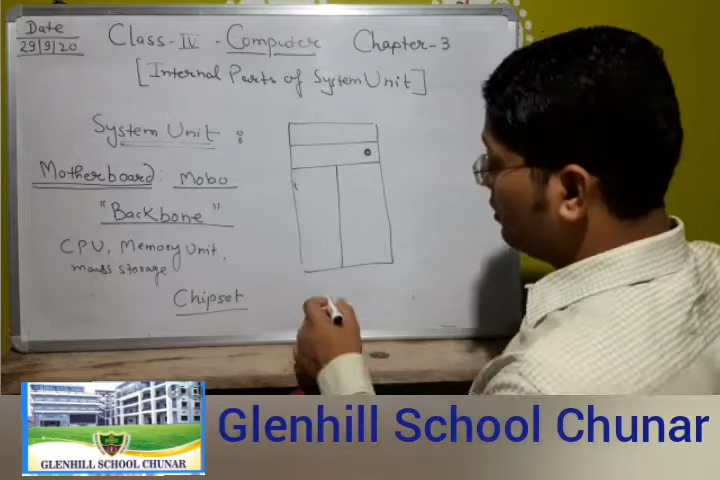 Date
29/9/20
Class-IV - Computer Chapter-3
[Internal Parts of System Unit]
System Unit :
Motherboard : Mobo
"Backbone"
CPU, Memory Unit,
mass storage
Chipset
GLENHILL SCHOOL CHUNAR
Glenhill School Chunar